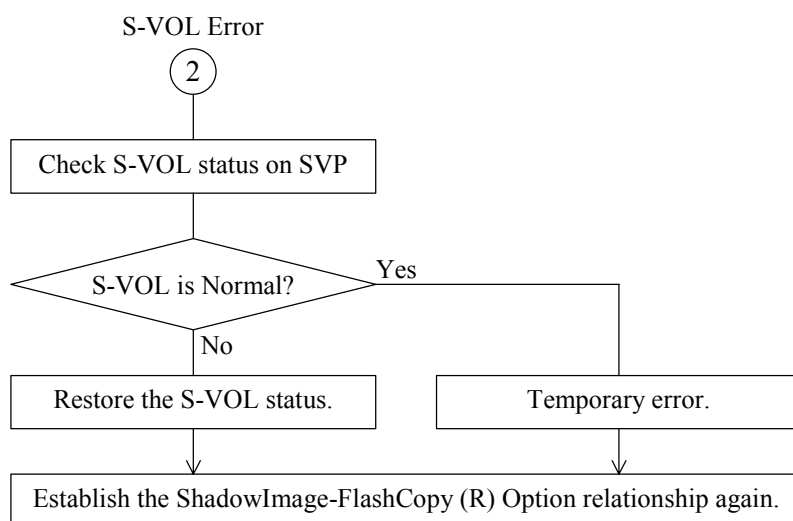 S-VOL Error
2
Check S-VOL status on SVP
S-VOL is Normal?
Yes
No
Restore the S-VOL status.
Temporary error.
Establish the ShadowImage-FlashCopy (R) Option relationship again.